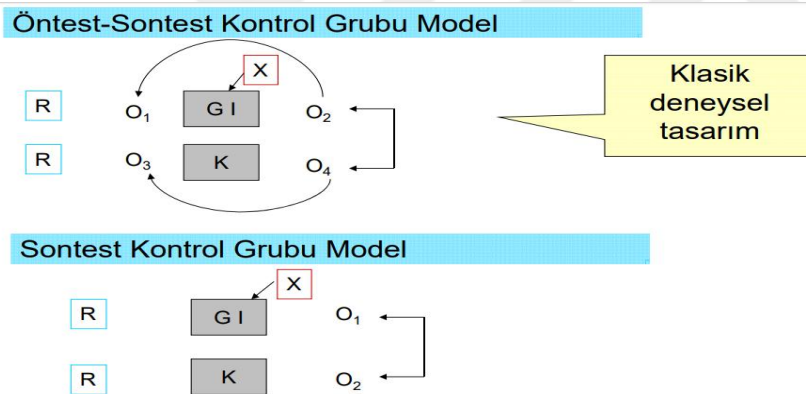 Öntest-Sontest Kontrol Grubu Model
X
R O₁ G I O₂
R O₃ K O₄
Klasik
deneysel
tasarım
Sontest Kontrol Grubu Model
X
R G I O₁
R K O₂